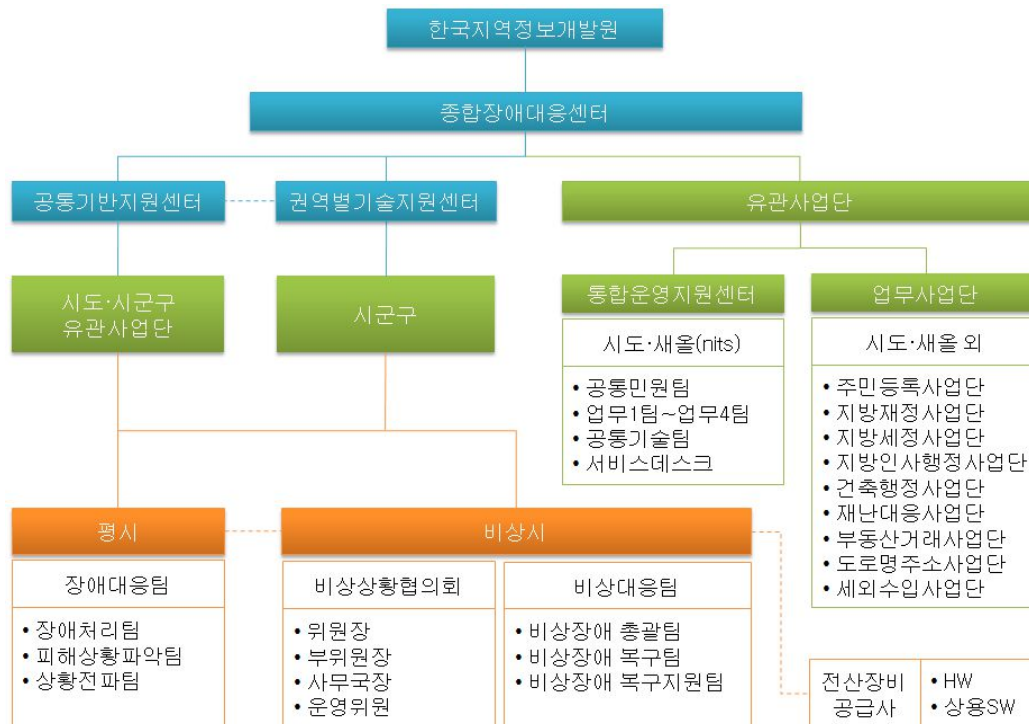 한국지역정보개발원
종합장애대응센터
공통기반지원센터
권역별기술지원센터
유관사업단
시도·시군구
유관사업단
시군구
통합운영지원센터
시도·새올(nits)
• 공통민원팀
• 업무1팀~업무4팀
• 공통기술팀
• 서비스데스크
업무사업단
시도·새올 외
• 주민등록사업단
• 지방재정사업단
• 지방세정사업단
• 지방인사행정사업단
• 건축행정사업단
• 재난대응사업단
• 부동산거래사업단
• 도로명주소사업단
• 세외수입사업단
평시
장애대응팀
• 장애처리팀
• 피해상황파악팀
• 상황전파팀
비상시
비상상황협의회
• 위원장
• 부위원장
• 사무국장
• 운영위원
비상대응팀
• 비상장애 총괄팀
• 비상장애 복구팀
• 비상장애 복구지원팀
전산장비
공급사
• HW
• 상용SW